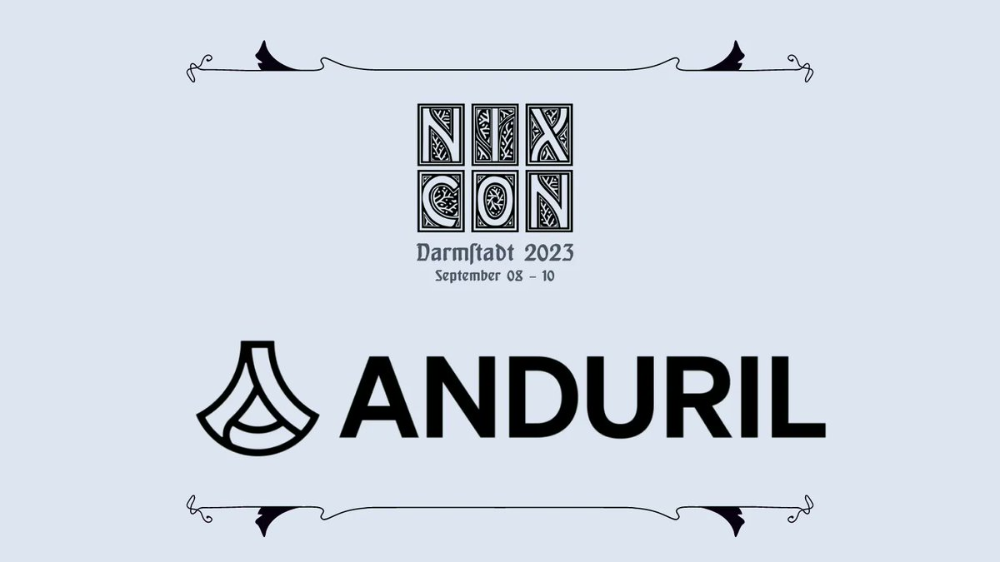 NIX
CON
Darmſtadt 2023
September 08 – 10
ANDURIL